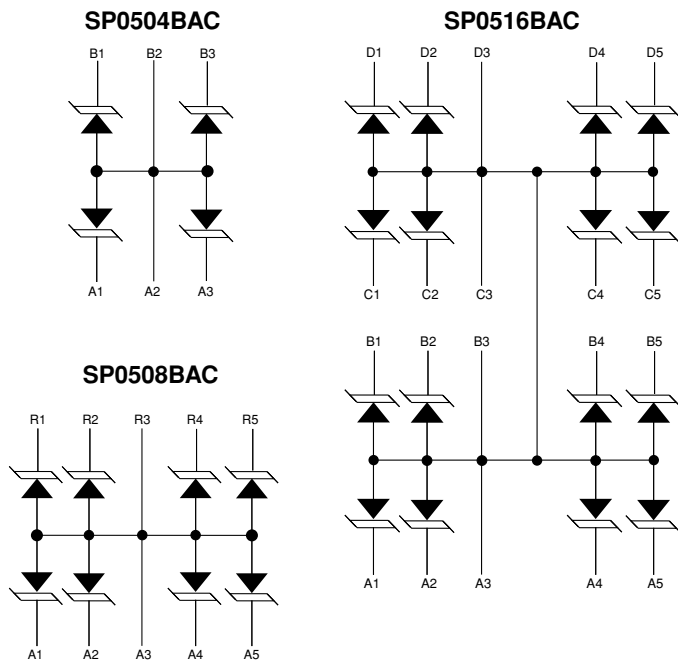 SP0504BAC
B1 B2 B3
A1 A2 A3
SP0508BAC
R1 R2 R3 R4 R5
A1 A2 A3 A4 A5
SP0516BAC
D1 D2 D3 D4 D5
C1 C2 C3 C4 C5
B1 B2 B3 B4 B5
A1 A2 A3 A4 A5